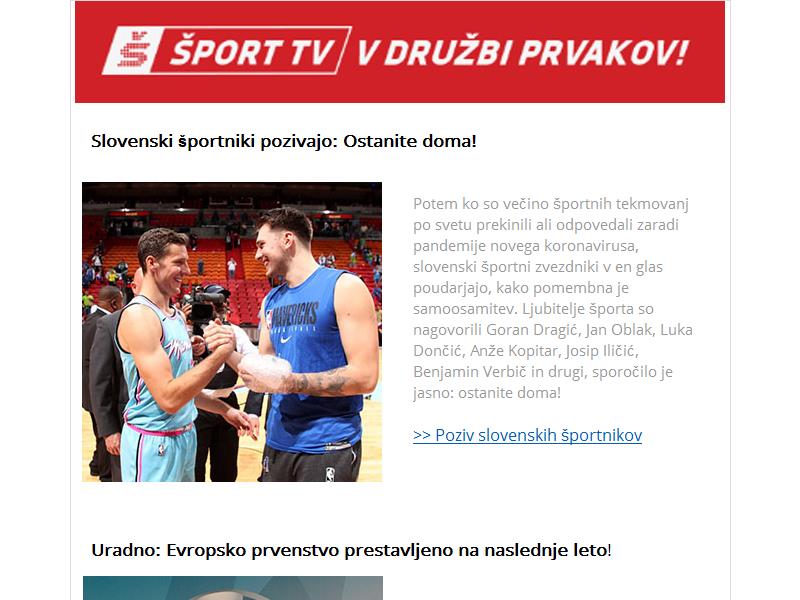 Š ŠPORT TV V DRUŽBI PRVAKOV!
Slovenski športniki pozivajo: Ostanite doma!
MAVERICKS
Potem ko so večino športnih tekmovanj
po svetu prekinili ali odpovedali zaradi
pandemije novega koronavirusa,
slovenski športni zvezdniki v en glas
poudarjajo, kako pomembna je
samoosamitev. Ljubitelje športa so
nagovorili Goran Dragić, Jan Oblak, Luka
Dončić, Anže Kopitar, Josip Iličić,
Benjamin Verbič in drugi, sporočilo je
jasno: ostanite doma!
>> Poziv slovenskih športnikov
Uradno: Evropsko prvenstvo prestavljeno na naslednje leto!